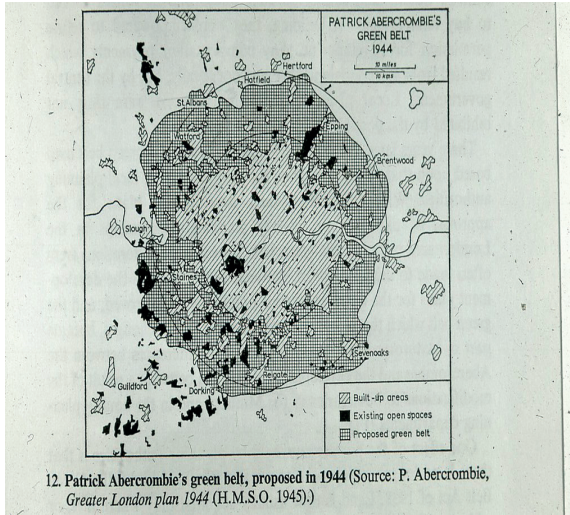 PATRICK ABERCROMBIE'S
GREEN BELT
1944
10 miles
10 kms
Hertford
Hatfield
St.Albans
Watford
Epping
Brentwood
Slough
Staines
Sevenoaks
Guildford
Dorking
Reigate
Built-up areas
Existing open spaces
Proposed green belt
12. Patrick Abercrombie's green belt, proposed in 1944 (Source: P. Abercrombie,
Greater London plan 1944 (H.M.S.O. 1945).)